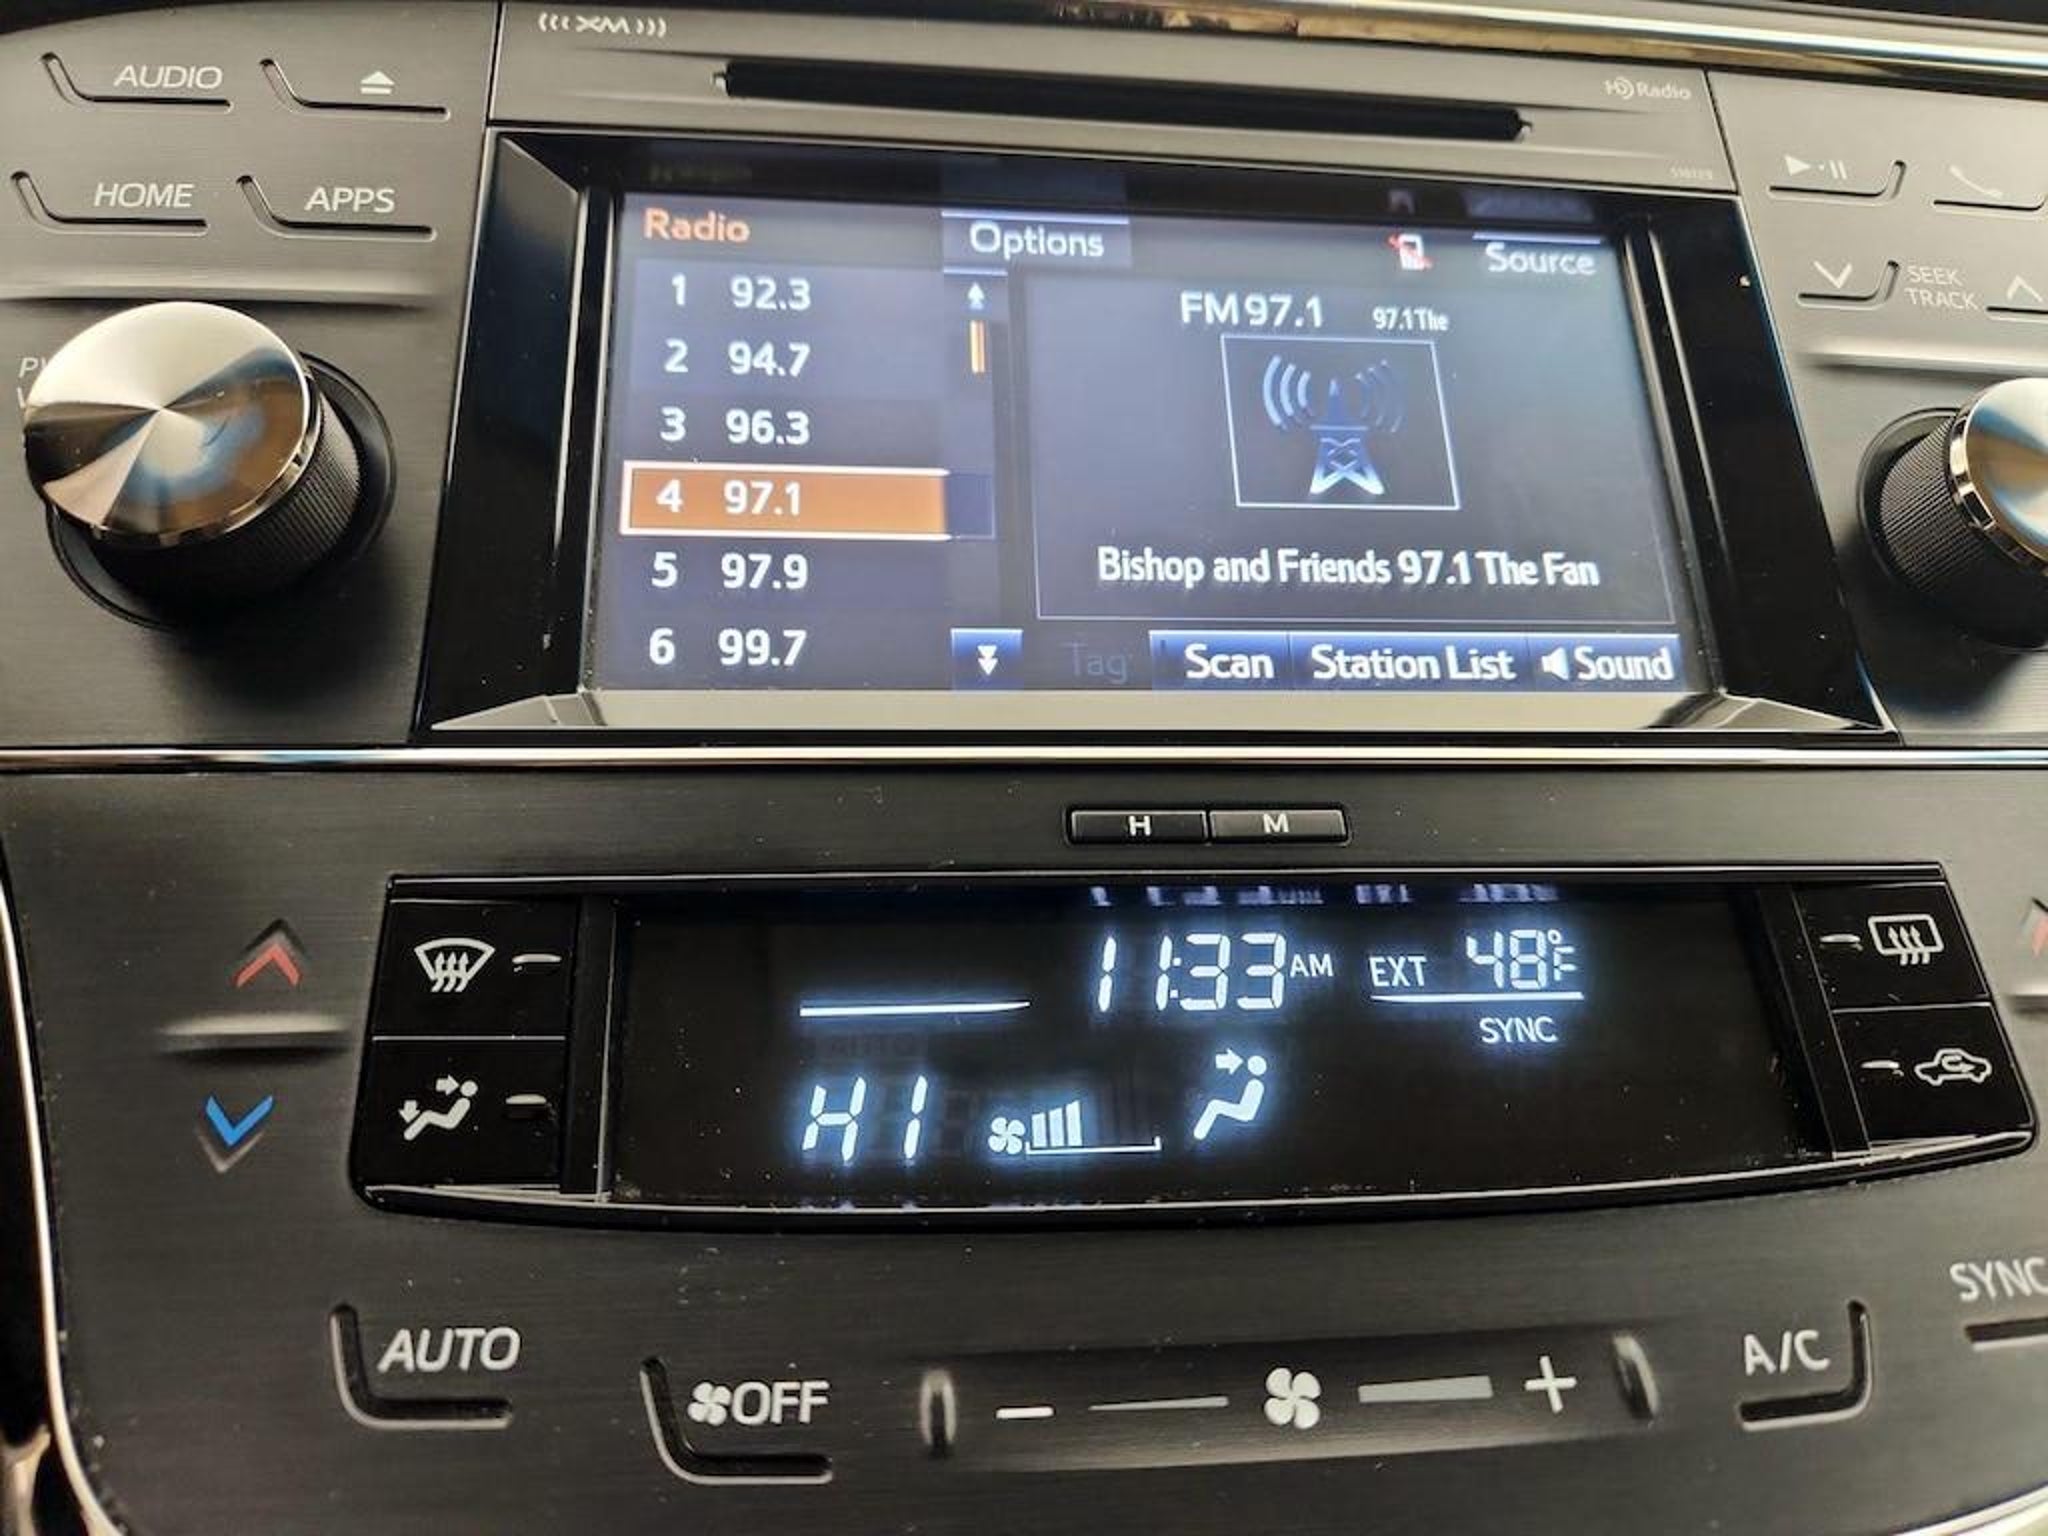 XM
HD Radio
AUDIO
HOME
APPS
SEEK
TRACK
Radio
Options
Source
1 92.3
2 94.7
3 96.3
4 97.1
5 97.9
6 99.7
FM 97.1 97.1 The
Bishop and Friends 97.1 The Fan
Tag
Scan
Station List
Sound
H
M
11:33 AM EXT 48°F
SYNC
HI
AUTO
OFF
A/C
SYNC